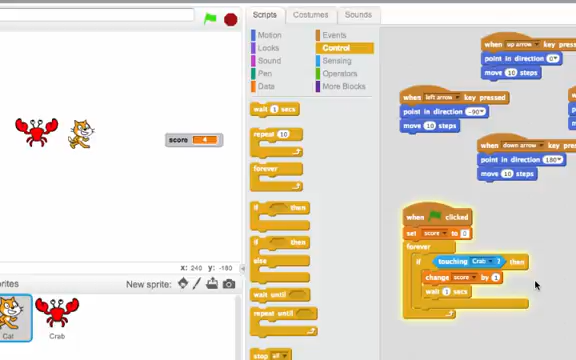 Scripts
Costumes
Sounds
Motion
Looks
Sound
Pen
Data
Events
Control
Sensing
Operators
More Blocks
wait 1 secs
repeat 10
forever
if then
if then
else
wait until
repeat until
stop all
when up arrow key pressed
point in direction 0
move 10 steps
when left arrow key pressed
point in direction -90
move 10 steps
when down arrow key pressed
point in direction 180
move 10 steps
when clicked
set score to 0
forever
if touching Crab ? then
change score by 1
wait 1 secs
score 4
x: 240 y: -180
New sprite:
Cat
Crab